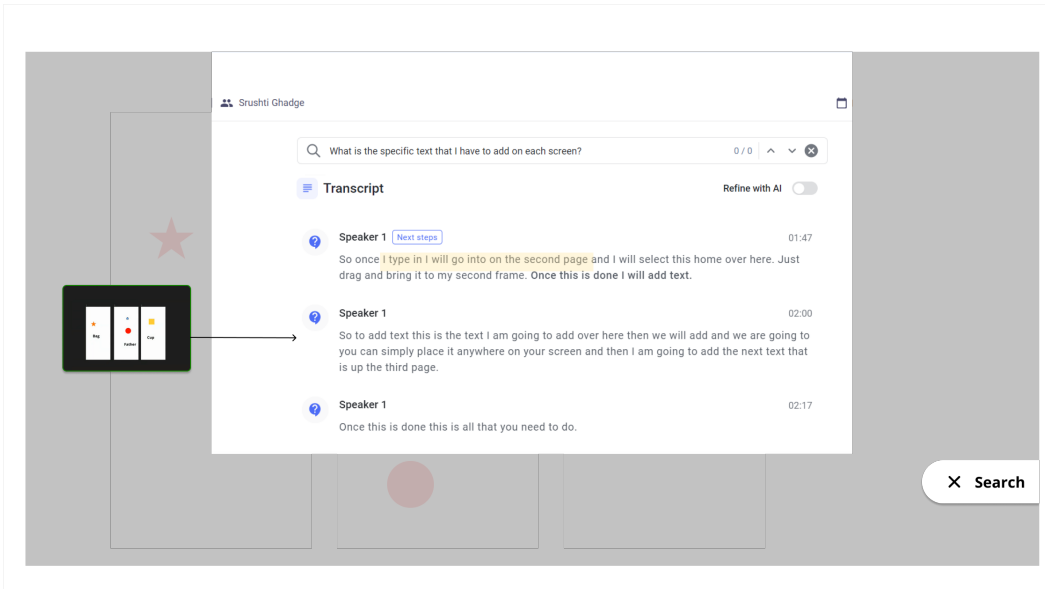 Srushti Ghadge
What is the specific text that I have to add on each screen?
0 / 0
Transcript
Refine with AI
Speaker 1 Next steps 01:47
So once I type in I will go into on the second page and I will select this home over here. Just
drag and bring it to my second frame. Once this is done I will add text.
Speaker 1 02:00
So to add text this is the text I am going to add over here then we will add and we are going to
you can simply place it anywhere on your screen and then I am going to add the next text that
is up the third page.
Speaker 1 02:17
Once this is done this is all that you need to do.
Bag
Father
Cup
Search